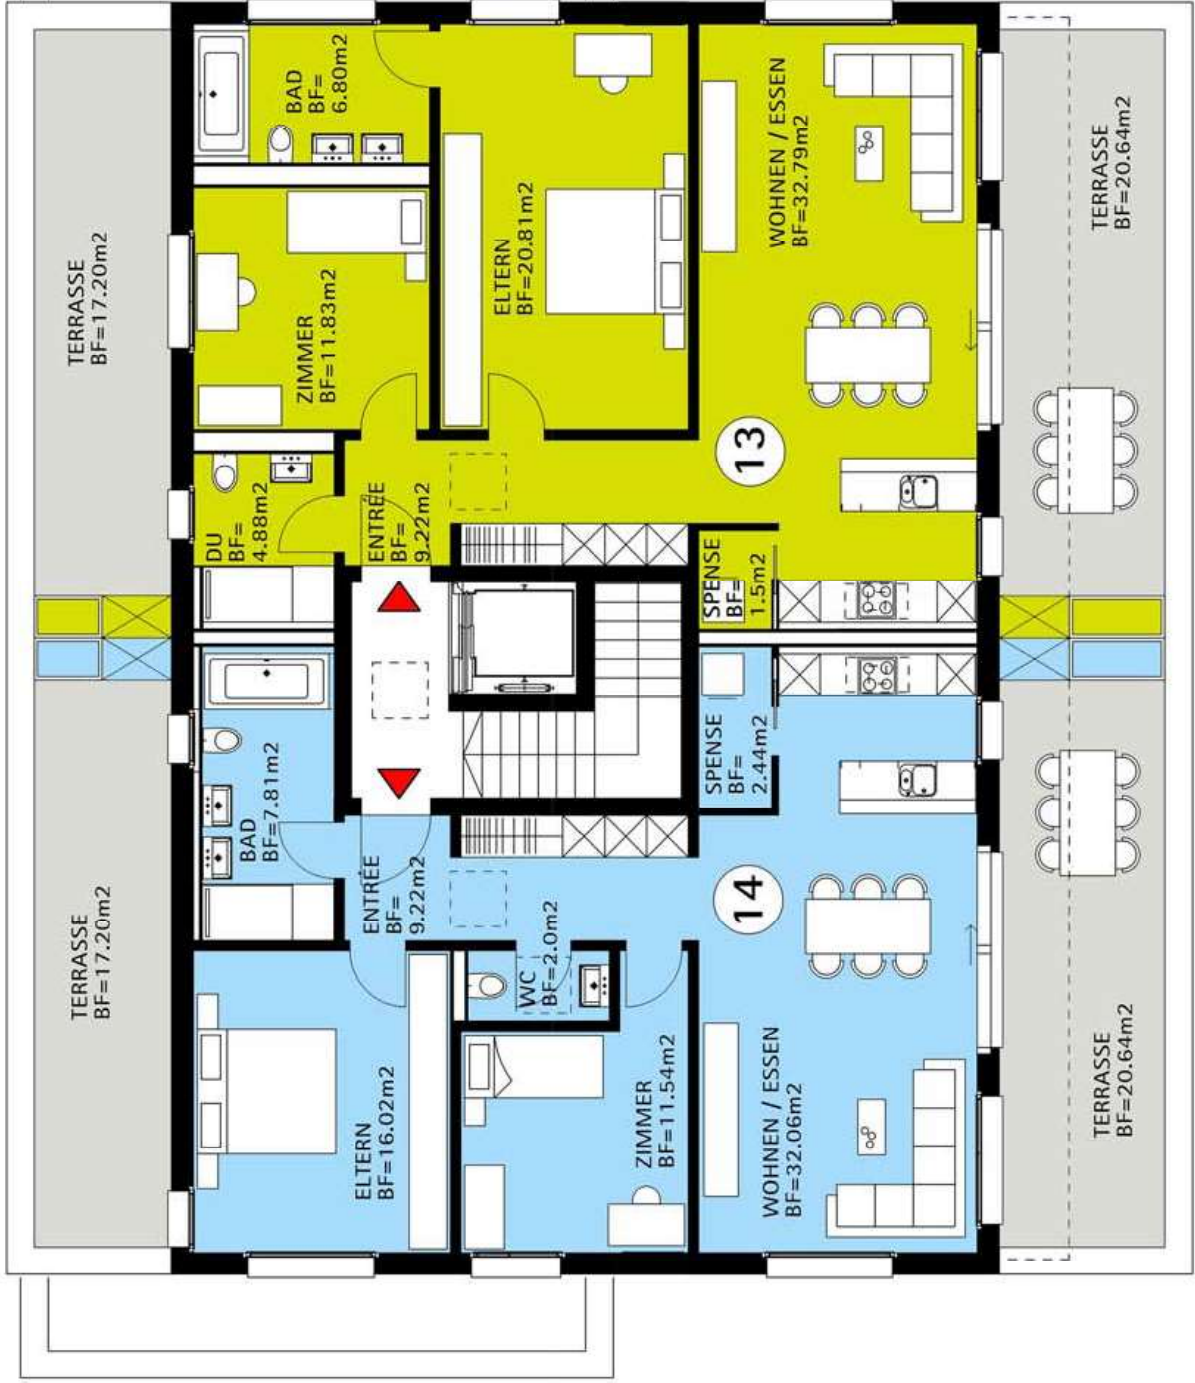 TERRASSE
BF=17.20m2
BAD
BF=
6.80m2
ZIMMER
BF=11.83m2
ELTERN
BF=20.81m2
WOHNEN / ESSEN
BF=32.79m2
TERRASSE
BF=20.64m2
DU
BF=
4.88m2
ENTRÉE
BF=
9.22m2
13
SPENSE
BF=
1.5m2
TERRASSE
BF=17.20m2
BAD
BF=7.81m2
ENTRÉE
BF=
9.22m2
SPENSE
BF=
2.44m2
14
WC
BF=2.0m2
ELTERN
BF=16.02m2
ZIMMER
BF=11.54m2
WOHNEN / ESSEN
BF=32.06m2
TERRASSE
BF=20.64m2